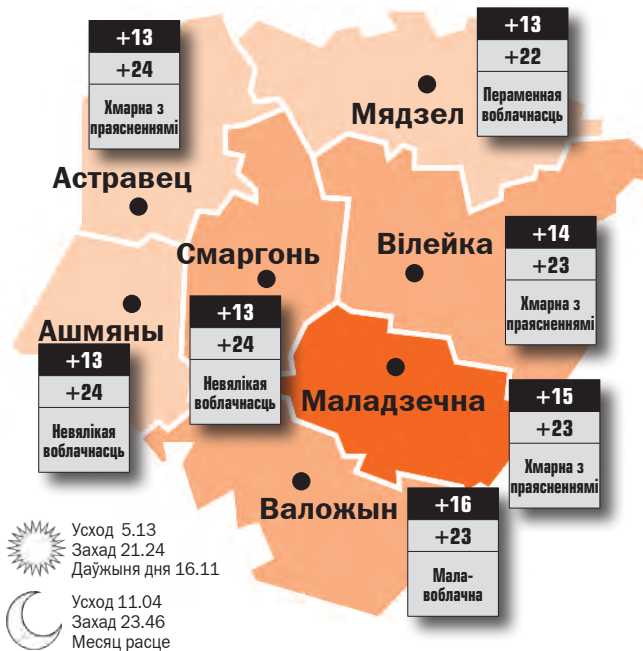 +13
+24
Хмарна з
праясненнямі
+13
+22
Пераменная
воблачнасць
Мядзел
Астравец
Смаргонь
Вілейка
+14
+23
Хмарна з
праясненнямі
Ашмяны
+13
+24
Невялікая
воблачнасць
+13
+24
Невялікая
воблачнасць
Маладзечна
+15
+23
Хмарна з
праясненнямі
Валожын
+16
+23
Мала-
воблачна
Усход 5.13
Захад 21.24
Даўжыня дня 16.11
Усход 11.04
Захад 23.46
Месяц расце